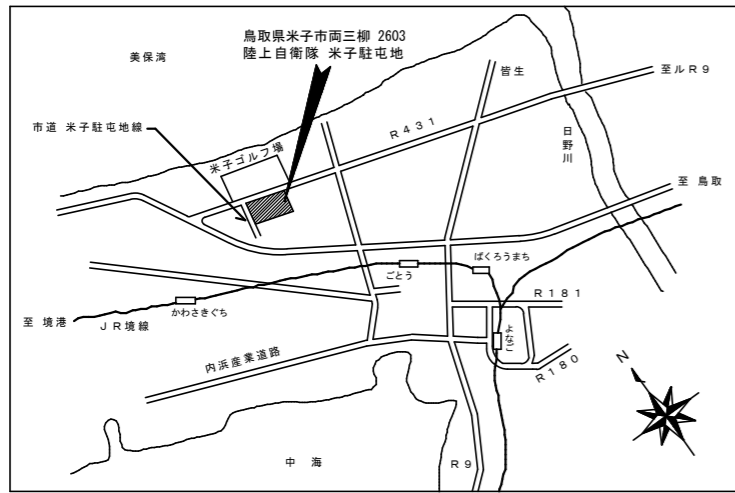 鳥取県米子市両三柳 2603
陸上自衛隊 米子駐屯地
美保湾
皆生
至ルR9
市道 米子駐屯地線
R431
日野川
米子ゴルフ場
至 鳥取
ばくろうまち
ごとう
R181
かわさきぐち
至 境港
JR境線
よなご
内浜産業道路
R180
N
中 海
R9